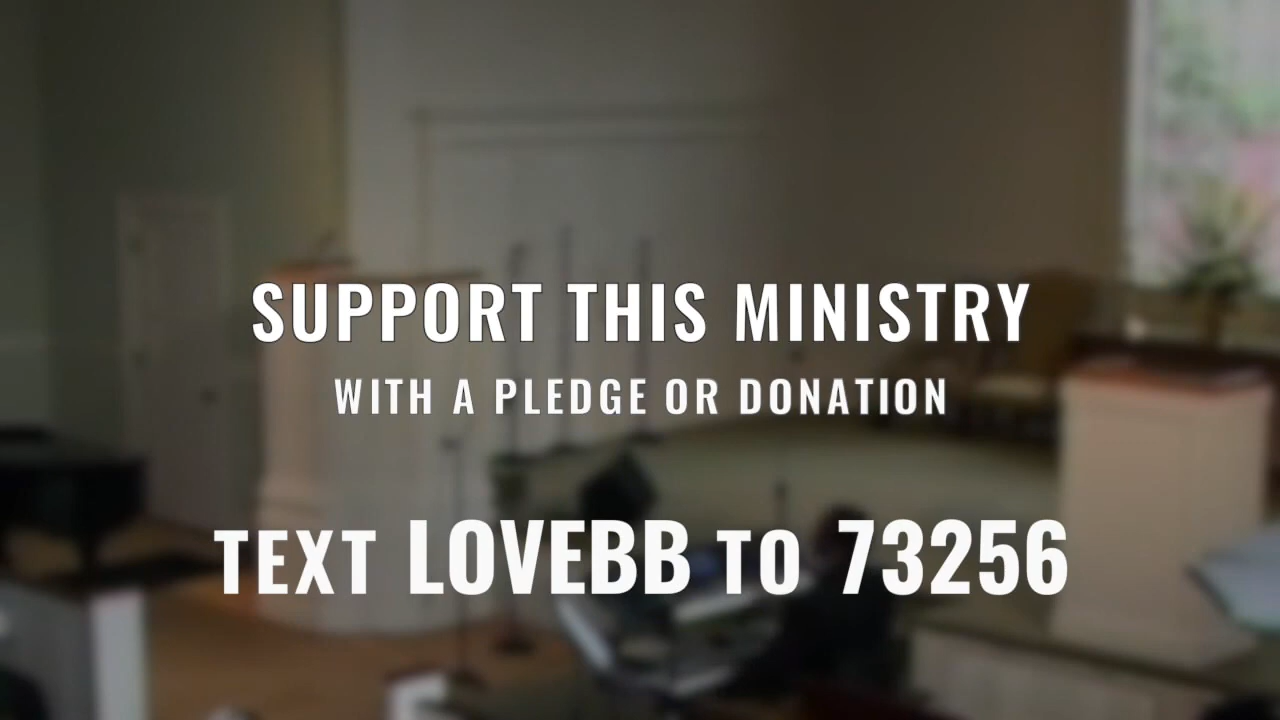 SUPPORT THIS MINISTRY
WITH A PLEDGE OR DONATION
TEXT LOVEBB TO 73256